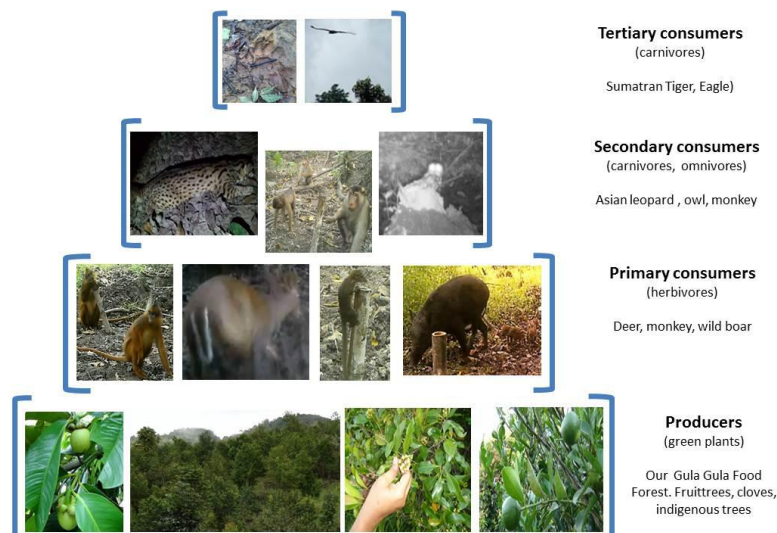 Tertiary consumers
(carnivores)
Sumatran Tiger, Eagle)
Secondary consumers
(carnivores, omnivores)
Asian leopard , owl, monkey
Primary consumers
(herbivores)
Deer, monkey, wild boar
Producers
(green plants)
Our Gula Gula Food
Forest. Fruittrees, cloves,
indigenous trees